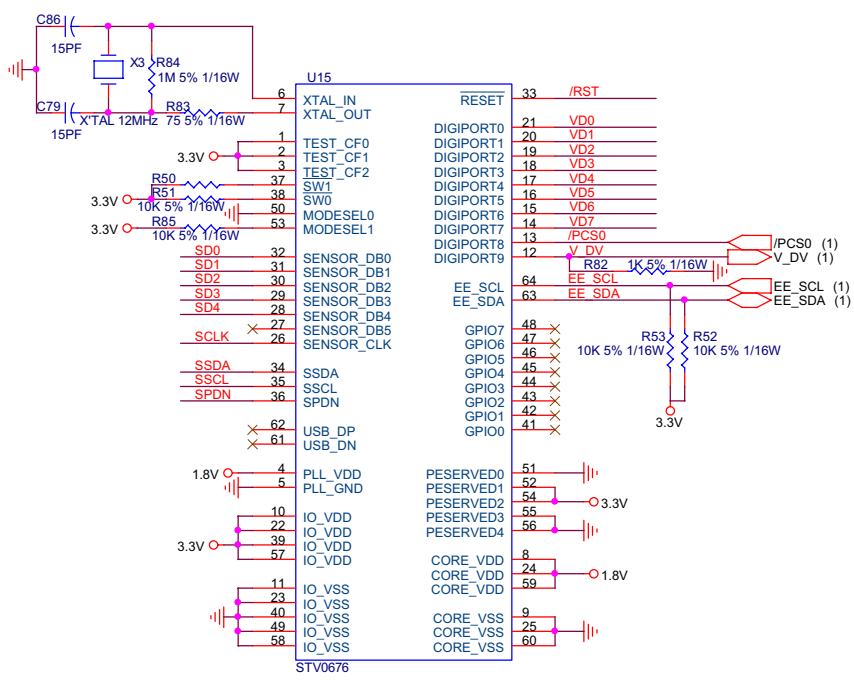 C86
15PF
X3
R84
1M 5% 1/16W
C79
15PF
X'TAL 12MHz
R83
75 5% 1/16W
U15
6 XTAL_IN
7 XTAL_OUT
3.3V
1 TEST_CF0
2 TEST_CF1
3 TEST_CF2
R50
37 SW1
3.3V
R51
38 SW0
10K 5% 1/16W
50 MODESEL0
3.3V
R85
53 MODESEL1
10K 5% 1/16W
SD0 32 SENSOR_DB0
SD1 31 SENSOR_DB1
SD2 30 SENSOR_DB2
SD3 29 SENSOR_DB3
SD4 28 SENSOR_DB4
27 SENSOR_DB5
SCLK 26 SENSOR_CLK
SSDA 34 SSDA
SSCL 35 SSCL
SPDN 36 SPDN
62 USB_DP
61 USB_DN
1.8V 4 PLL_VDD
5 PLL_GND
10 IO_VDD
22 IO_VDD
3.3V 39 IO_VDD
57 IO_VDD
11 IO_VSS
23 IO_VSS
40 IO_VSS
49 IO_VSS
58 IO_VSS
STV0676
RESET 33 /RST
DIGIPORT0 21 VD0
DIGIPORT1 20 VD1
DIGIPORT2 19 VD2
DIGIPORT3 18 VD3
DIGIPORT4 17 VD4
DIGIPORT5 16 VD5
DIGIPORT6 15 VD6
DIGIPORT7 14 VD7
DIGIPORT8 13 /PCS0 /PCS0 (1)
DIGIPORT9 12 V_DV V_DV (1)
R82 1K 5% 1/16W
EE_SCL 64 EE_SCL EE_SCL (1)
EE_SDA 63 EE_SDA EE_SDA (1)
GPIO7 48
GPIO6 47
GPIO5 46
GPIO4 45
GPIO3 44
GPIO2 43
GPIO1 42
GPIO0 41
R53
10K 5% 1/16W
R52
10K 5% 1/16W
3.3V
PESERVED0 51
PESERVED1 52
PESERVED2 54 3.3V
PESERVED3 55
PESERVED4 56
CORE_VDD 8
CORE_VDD 24 1.8V
CORE_VDD 59
CORE_VSS 9
CORE_VSS 25
CORE_VSS 60